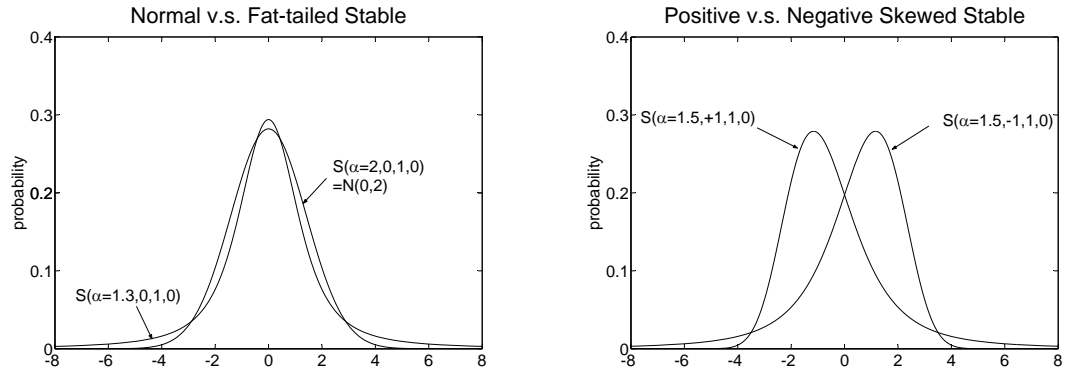 Normal v.s. Fat-tailed Stable
0.4
0.3
0.2
0.1
0
probability
S(α=2,0,1,0)
=N(0,2)
S(α=1.3,0,1,0)
-8 -6 -4 -2 0 2 4 6 8
Positive v.s. Negative Skewed Stable
0.4
0.3
0.2
0.1
0
probability
S(α=1.5,+1,1,0)
S(α=1.5,-1,1,0)
-8 -6 -4 -2 0 2 4 6 8